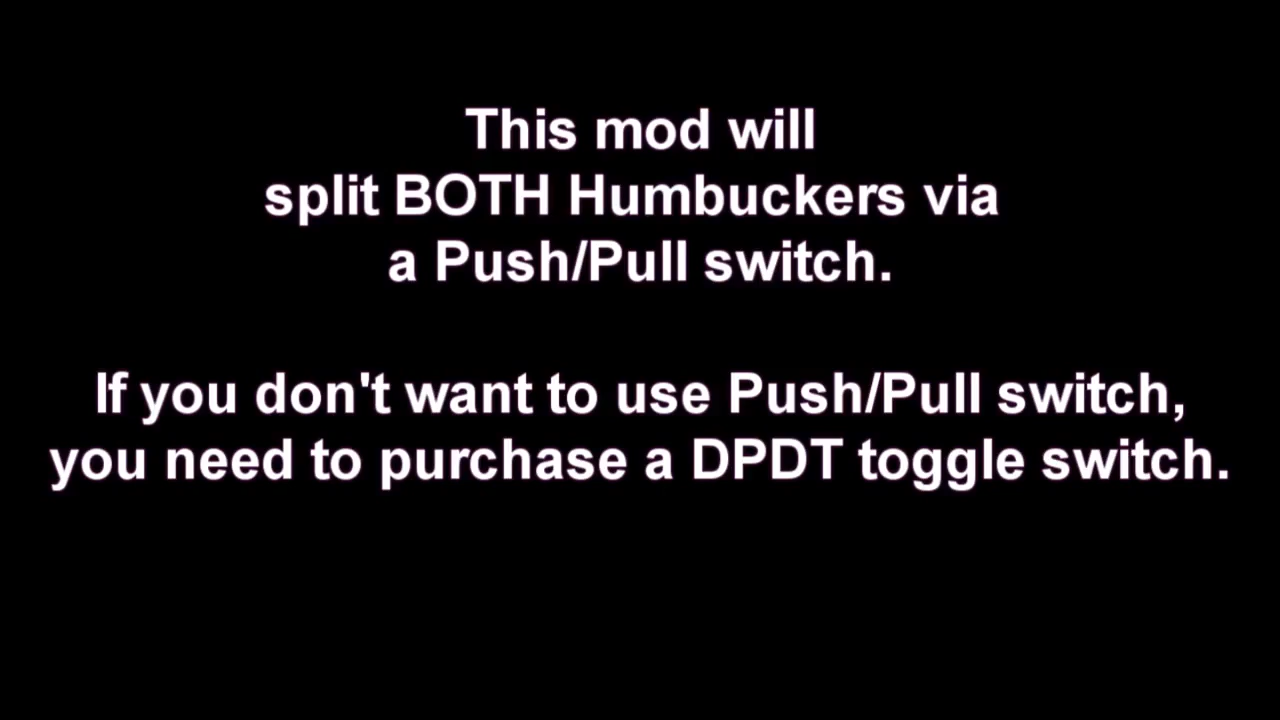 This mod will
split BOTH Humbuckers via
a Push/Pull switch.
If you don't want to use Push/Pull switch,
you need to purchase a DPDT toggle switch.